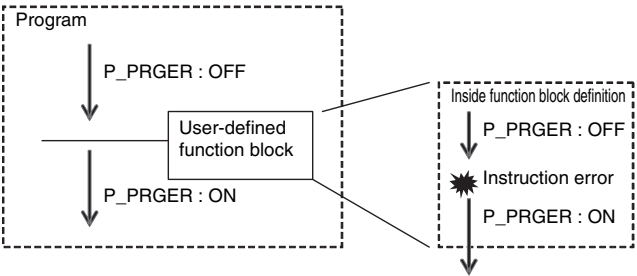 Program
P_PRGER : OFF
User-defined
function block
P_PRGER : ON
Inside function block definition
P_PRGER : OFF
Instruction error
P_PRGER : ON